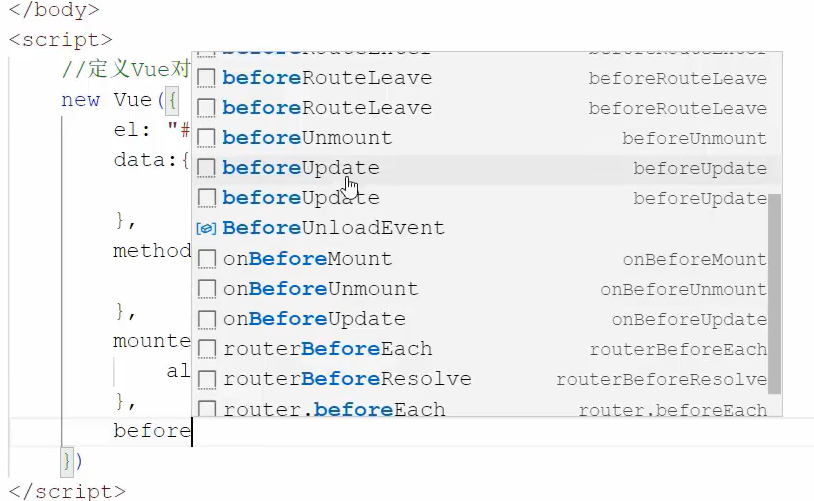 </body>
<script>
//定义Vue对
new Vue({
el: "#
data:{
},
method
},
mounte
al
},
before
})
</script>
beforeRouteEnter beforeRouteEnter
beforeRouteLeave beforeRouteLeave
beforeRouteLeave beforeRouteLeave
beforeUnmount beforeUnmount
beforeUpdate beforeUpdate
beforeUpdate beforeUpdate
BeforeUnloadEvent
onBeforeMount onBeforeMount
onBeforeUnmount onBeforeUnmount
onBeforeUpdate onBeforeUpdate
routerBeforeEach routerBeforeEach
routerBeforeResolve routerBeforeResolve
router.beforeEach router.beforeEach